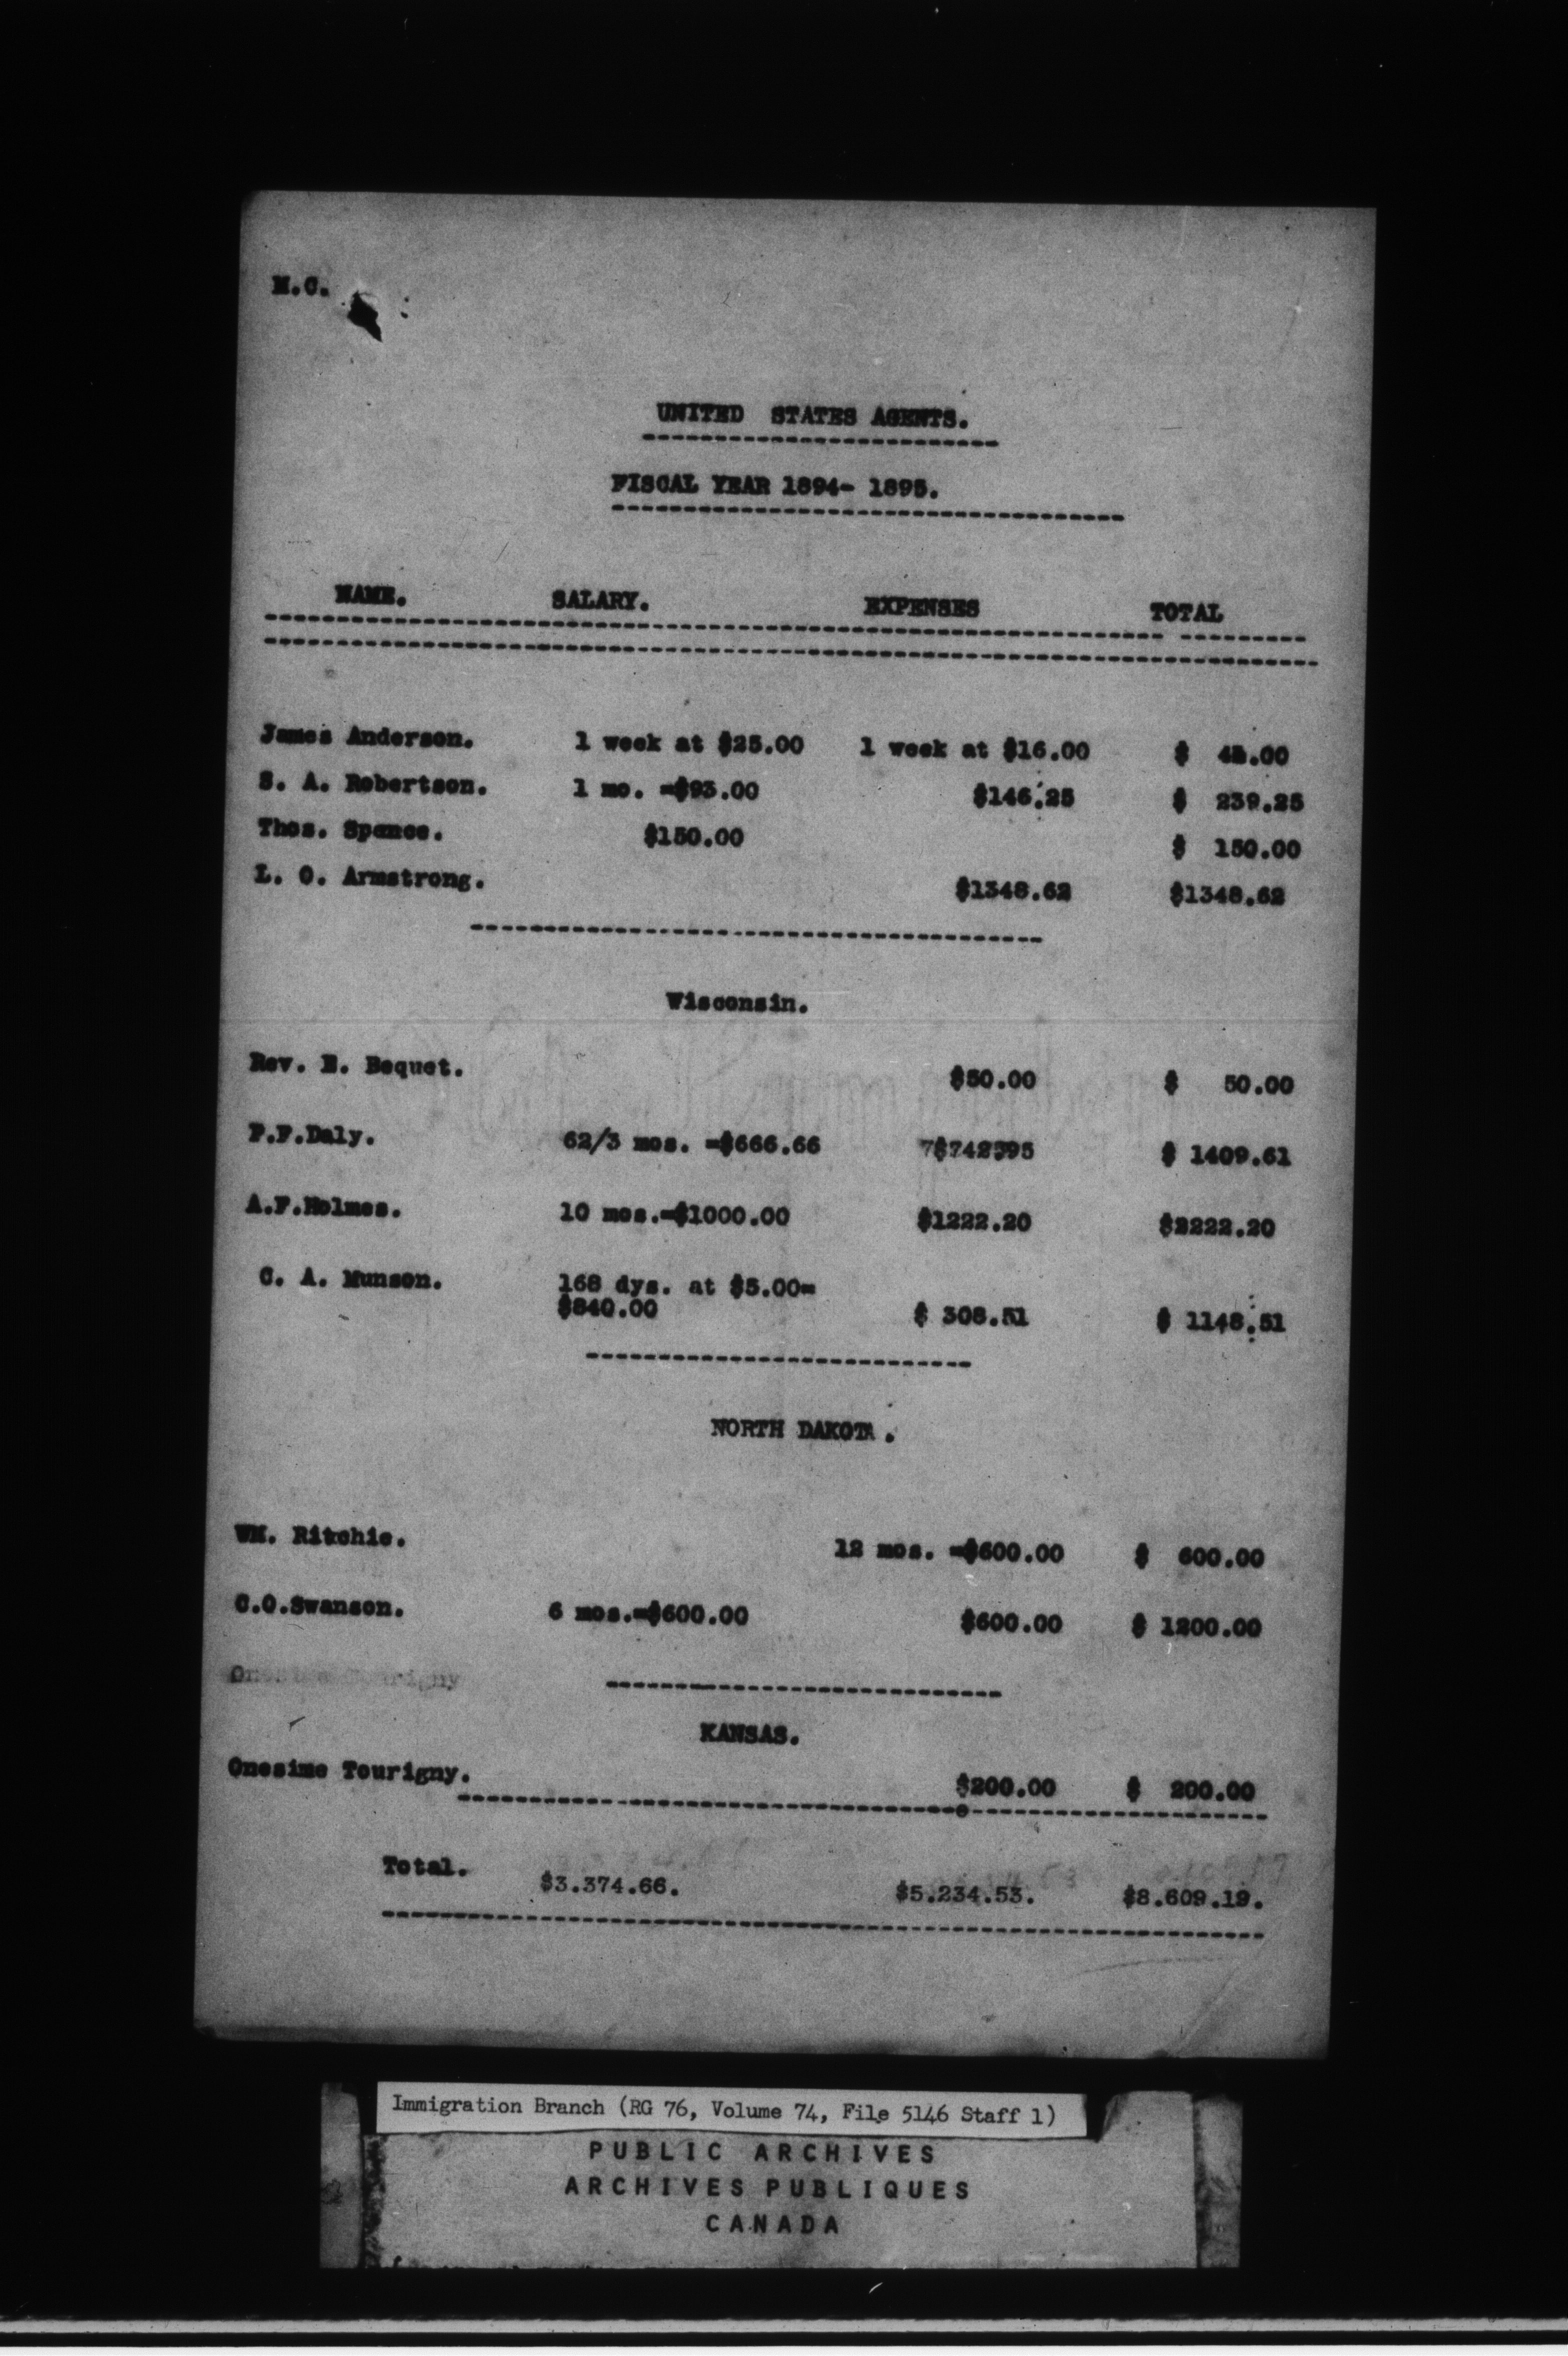 M.C.
UNITED STATES AGENTS.
FISCAL YEAR 1894- 1895.
NAME. SALARY. EXPENSES TOTAL
James Anderson. 1 week at $25.00 1 week at $16.00 $
S. A. Robertson. 1 mo. =$93.00 $146.25 $ 239.25
Thos. Spence. $150.00 $ 150.00
L. O. Armstrong. $1348.62 $1348.62
Wisconsin.
Rev. E. Bequet. $50.00 $ 50.00
P.F.Daly. 62/3 mos. =$666.66 $ 1409.61
A.F.Holmes. 10 mos.=$1000.00 $1222.20 $2222.20
C. A. Munson. 168 dys. at $5.00=
$840.00 $ 308.51 $ 1148.51
NORTH DAKOTA .
WM. Ritchie. 12 mos. =$600.00 $ 600.00
C.O.Swanson. 6 mos.=$600.00 $600.00 $ 1200.00
KANSAS.
Onesime Tourigny. $200.00 $ 200.00
Total. $3.374.66. $5.234.53. $8.609.19.
Immigration Branch (RG 76, Volume 74, File 5146 Staff 1)
PUBLIC ARCHIVES
ARCHIVES PUBLIQUES
CANADA